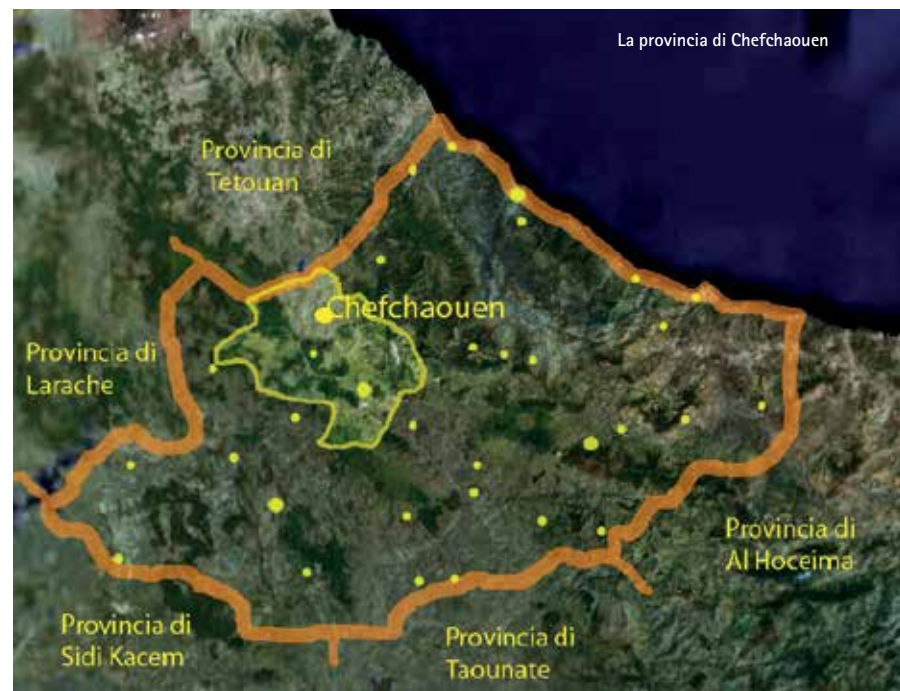 La provincia di Chefchaouen
Provincia di
Tetouan
Chefchaouen
Provincia di
Larache
Provincia di
Al Hoceima
Provincia di
Sidi Kacem
Provincia di
Taounate